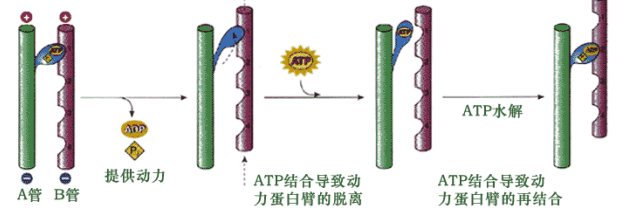 + +
ATP
ATP
ATP
ADP
Pi
ATP水解
− −
A管 B管
提供动力
ATP结合导致动
力蛋白臂的脱离
ATP结合导致动
力蛋白臂的再结合